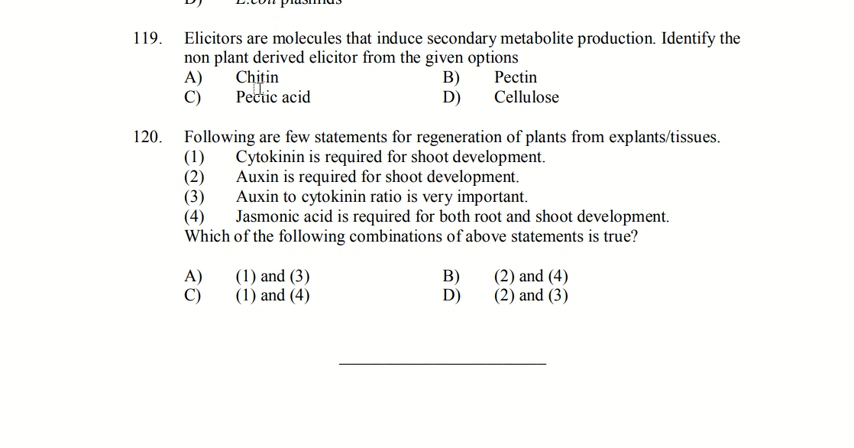 D) E.coli plasmids
119. Elicitors are molecules that induce secondary metabolite production. Identify the
non plant derived elicitor from the given options
A) Chitin B) Pectin
C) Pectic acid D) Cellulose
120. Following are few statements for regeneration of plants from explants/tissues.
(1) Cytokinin is required for shoot development.
(2) Auxin is required for shoot development.
(3) Auxin to cytokinin ratio is very important.
(4) Jasmonic acid is required for both root and shoot development.
Which of the following combinations of above statements is true?
A) (1) and (3) B) (2) and (4)
C) (1) and (4) D) (2) and (3)